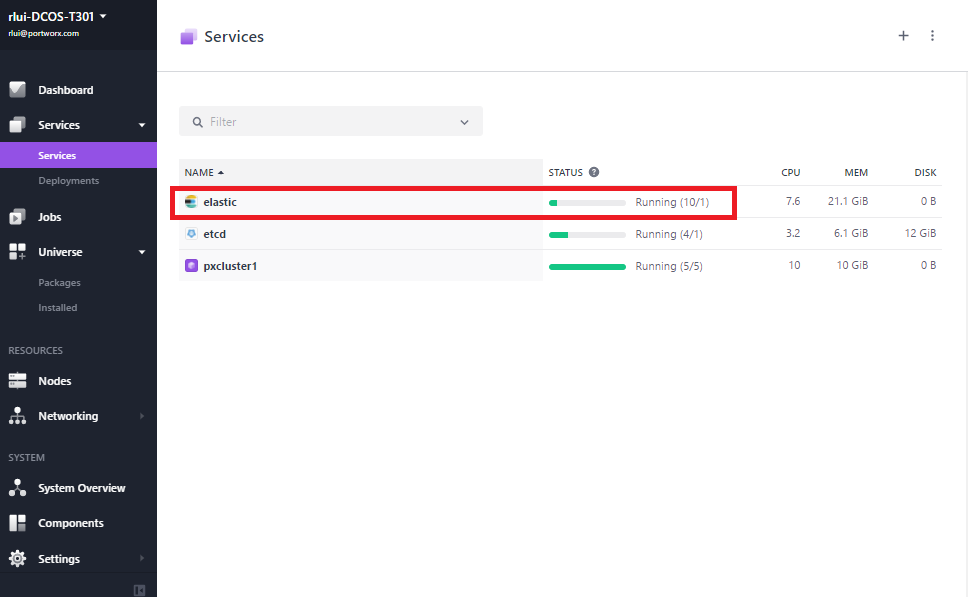 rlui-DCOS-T301
rlui@portworx.com
Dashboard
Services
Services
Deployments
Jobs
Universe
Packages
Installed
RESOURCES
Nodes
Networking
SYSTEM
System Overview
Components
Settings
Services
Filter
NAME STATUS ? CPU MEM DISK
elastic Running (10/1) 7.6 21.1 GiB 0 B
etcd Running (4/1) 3.2 6.1 GiB 12 GiB
pxcluster1 Running (5/5) 10 10 GiB 0 B